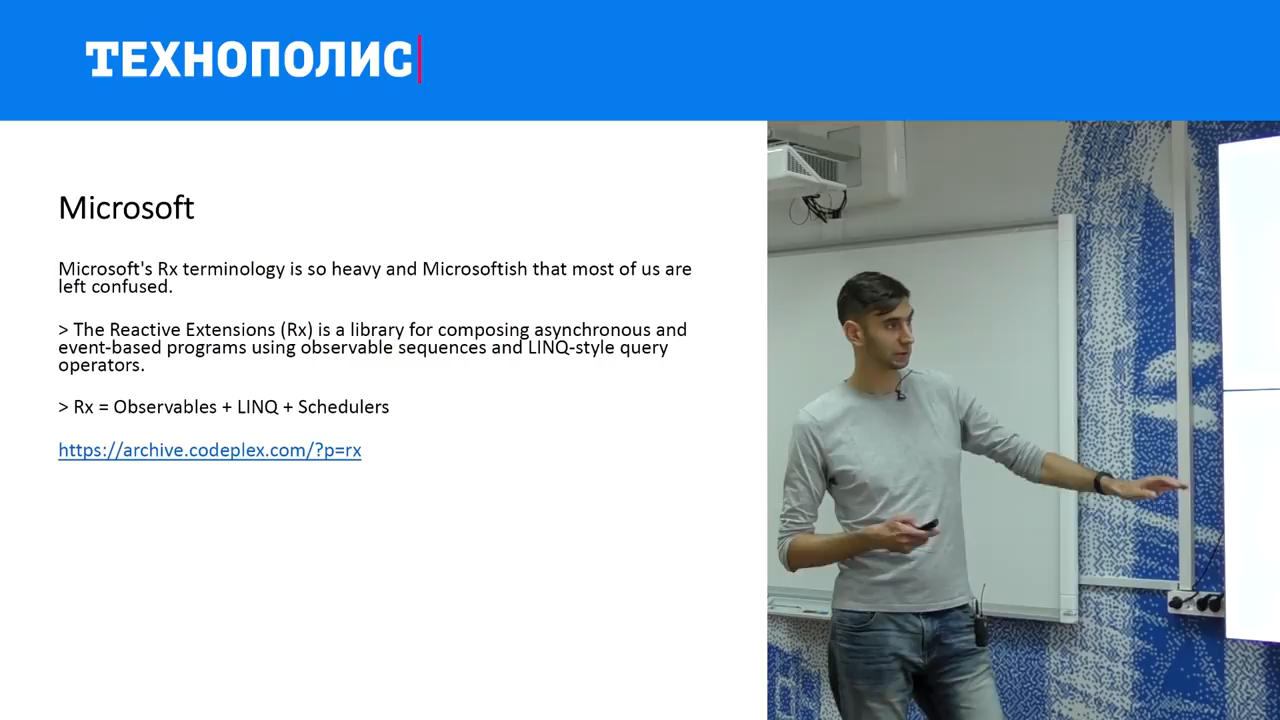 ТЕХНОПОЛИС
Microsoft
Microsoft's Rx terminology is so heavy and Microsoftish that most of us are
left confused.
> The Reactive Extensions (Rx) is a library for composing asynchronous and
event-based programs using observable sequences and LINQ-style query
operators.
> Rx = Observables + LINQ + Schedulers
https://archive.codeplex.com/?p=rx